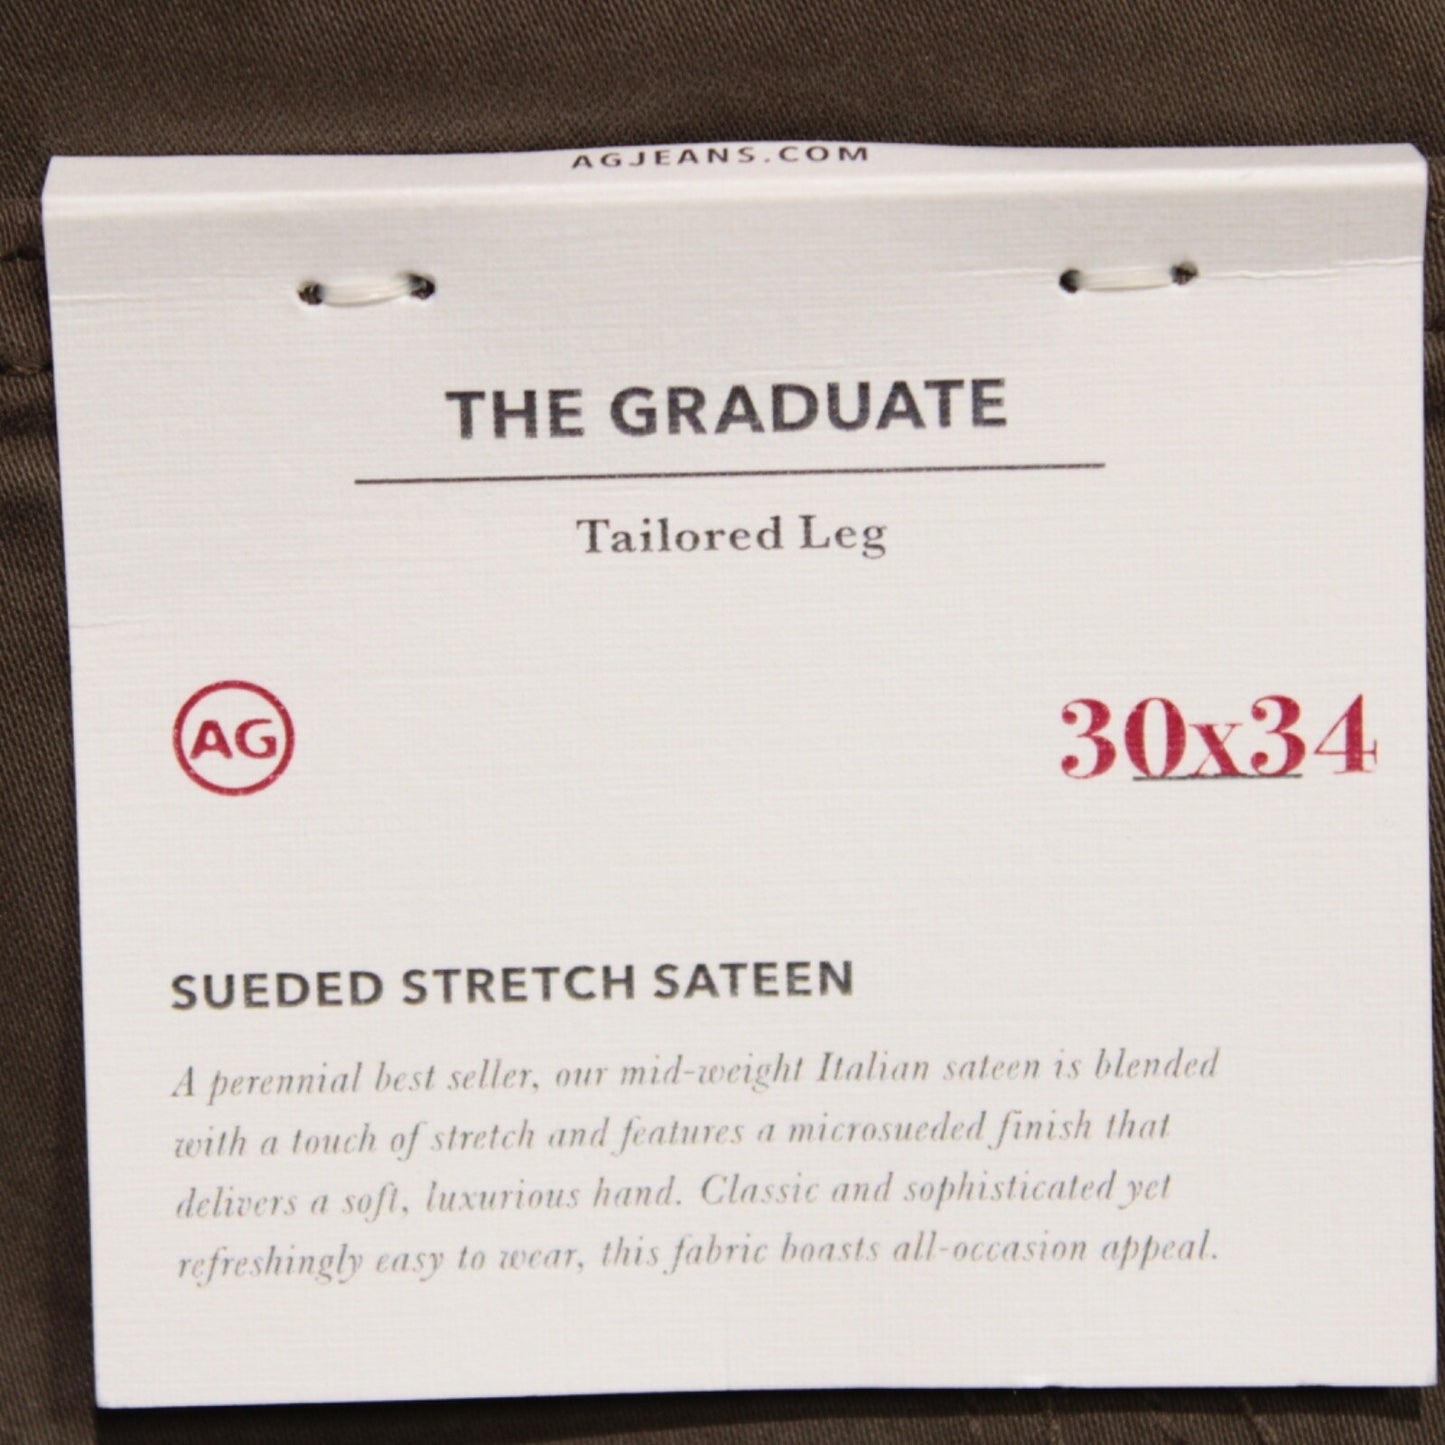 AGJEANS.COM
THE GRADUATE
Tailored Leg
AG
30x34
SUEDED STRETCH SATEEN
A perennial best seller, our mid-weight Italian sateen is blended
with a touch of stretch and features a microsueded finish that
delivers a soft, luxurious hand. Classic and sophisticated yet
refreshingly easy to wear, this fabric boasts all-occasion appeal.